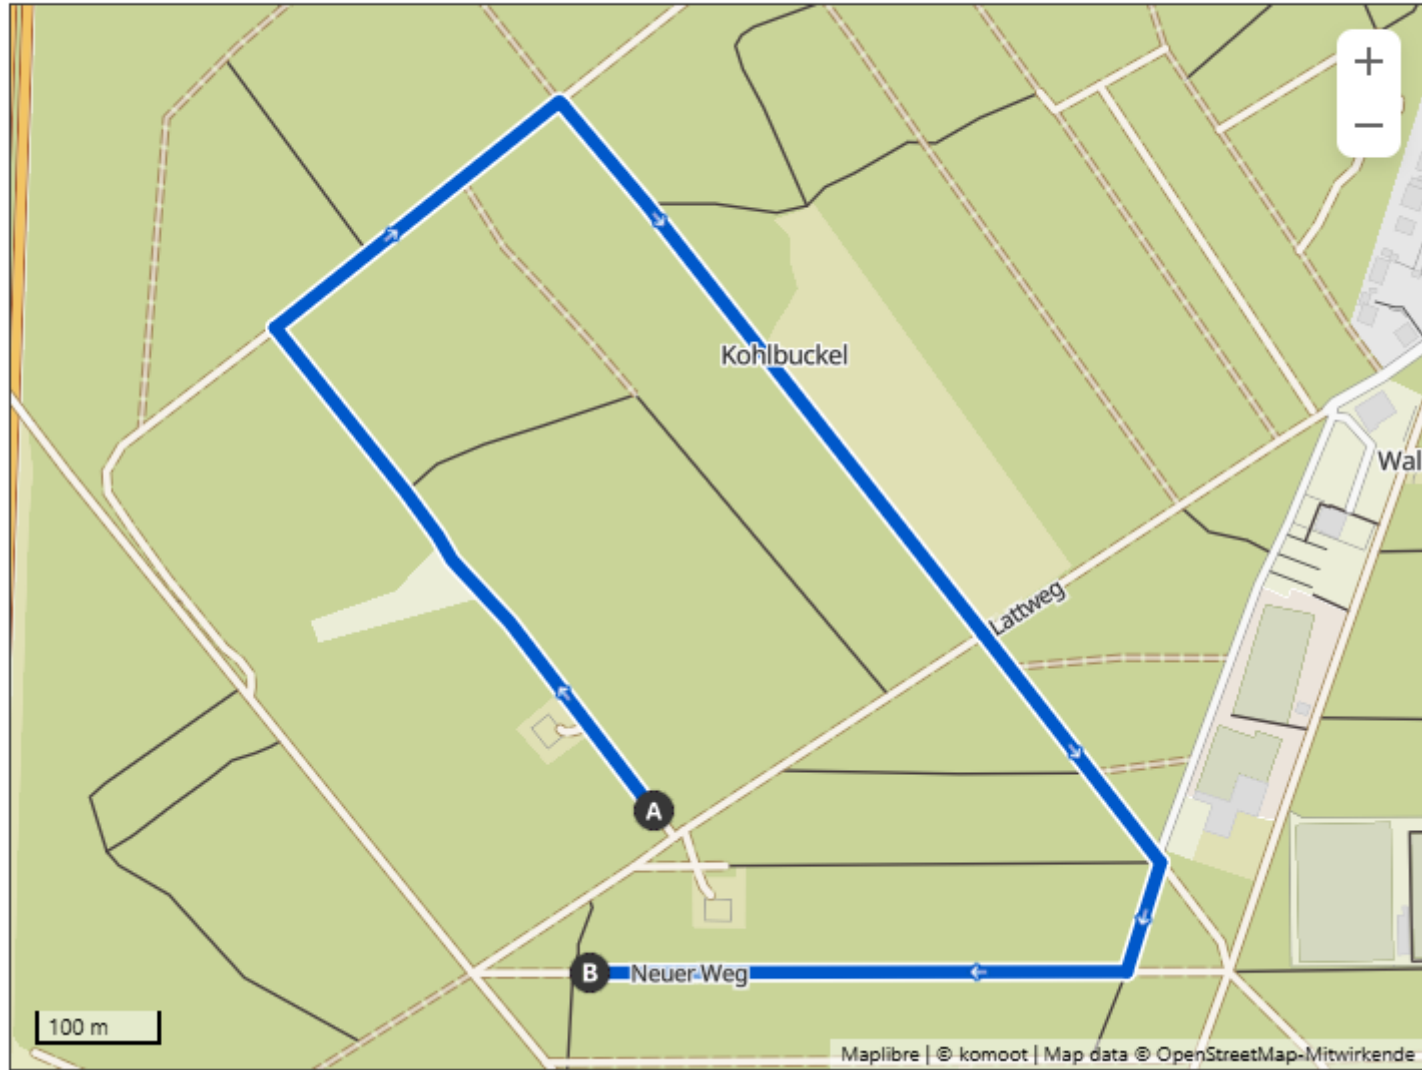 +
−
Kohlbuckel
Wal
Lattweg
A
B
Neuer Weg
100 m
Maplibre | © komoot | Map data © OpenStreetMap-Mitwirkende